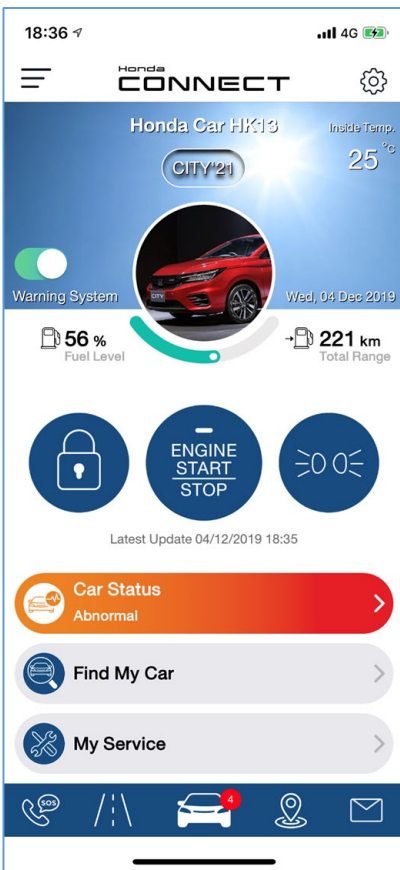 18:36
4G
Honda
CONNECT
Honda Car HK13
Inside Temp.
CITY'21
25 °C
CITY
Warning System
Wed, 04 Dec 2019
56 %
Fuel Level
221 km
Total Range
ENGINE
START
STOP
Latest Update 04/12/2019 18:35
Car Status
Abnormal
Find My Car
My Service
SOS
4